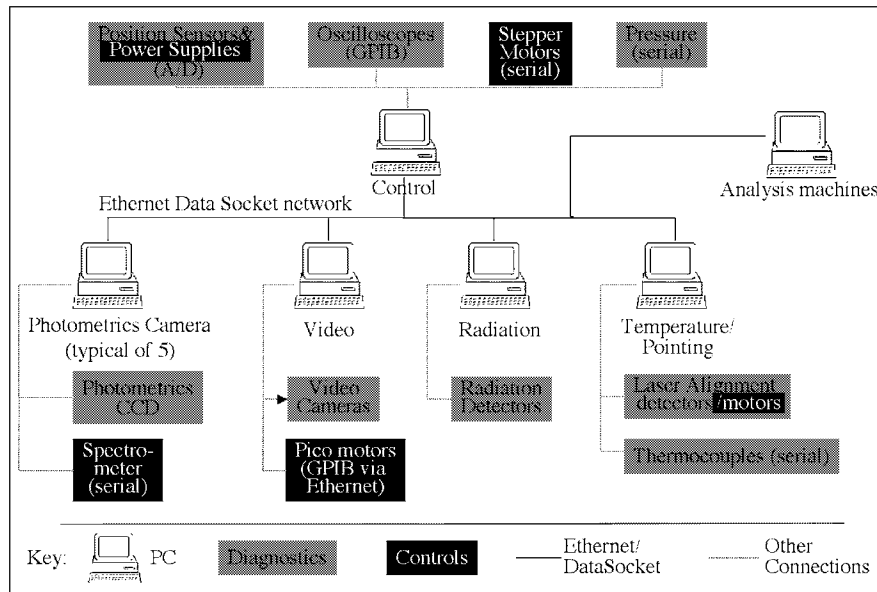 Position Sensors&
Power Supplies
(A/D)
Oscilloscopes
(GPIB)
Stepper
Motors
(serial)
Pressure
(serial)
Control
Analysis machines
Ethernet Data Socket network
Photometrics Camera
(typical of 5)
Video
Radiation
Temperature/
Pointing
Photometrics
CCD
Video
Cameras
Radiation
Detectors
Laser Alignment
detectors/motors
Spectro-
meter
(serial)
Pico motors
(GPIB via
Ethernet)
Thermocouples (serial)
Key:
PC
Diagnostics
Controls
Ethernet/
DataSocket
Other
Connections